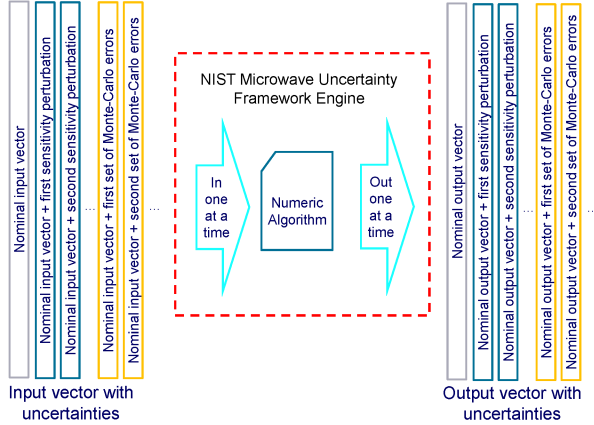 Nominal input vector
Nominal input vector + first sensitivity perturbation
Nominal input vector + second sensitivity perturbation
...
Nominal input vector + first set of Monte-Carlo errors
Nominal input vector + second set of Monte-Carlo errors
...
Input vector with
uncertainties
NIST Microwave Uncertainty
Framework Engine
In
one
at a
time
Numeric
Algorithm
Out
one
at a
time
Nominal output vector
Nominal output vector + first sensitivity perturbation
Nominal output vector + second sensitivity perturbation
...
Nominal output vector + first set of Monte-Carlo errors
Nominal output vector + second set of Monte-Carlo errors
...
Output vector with
uncertainties